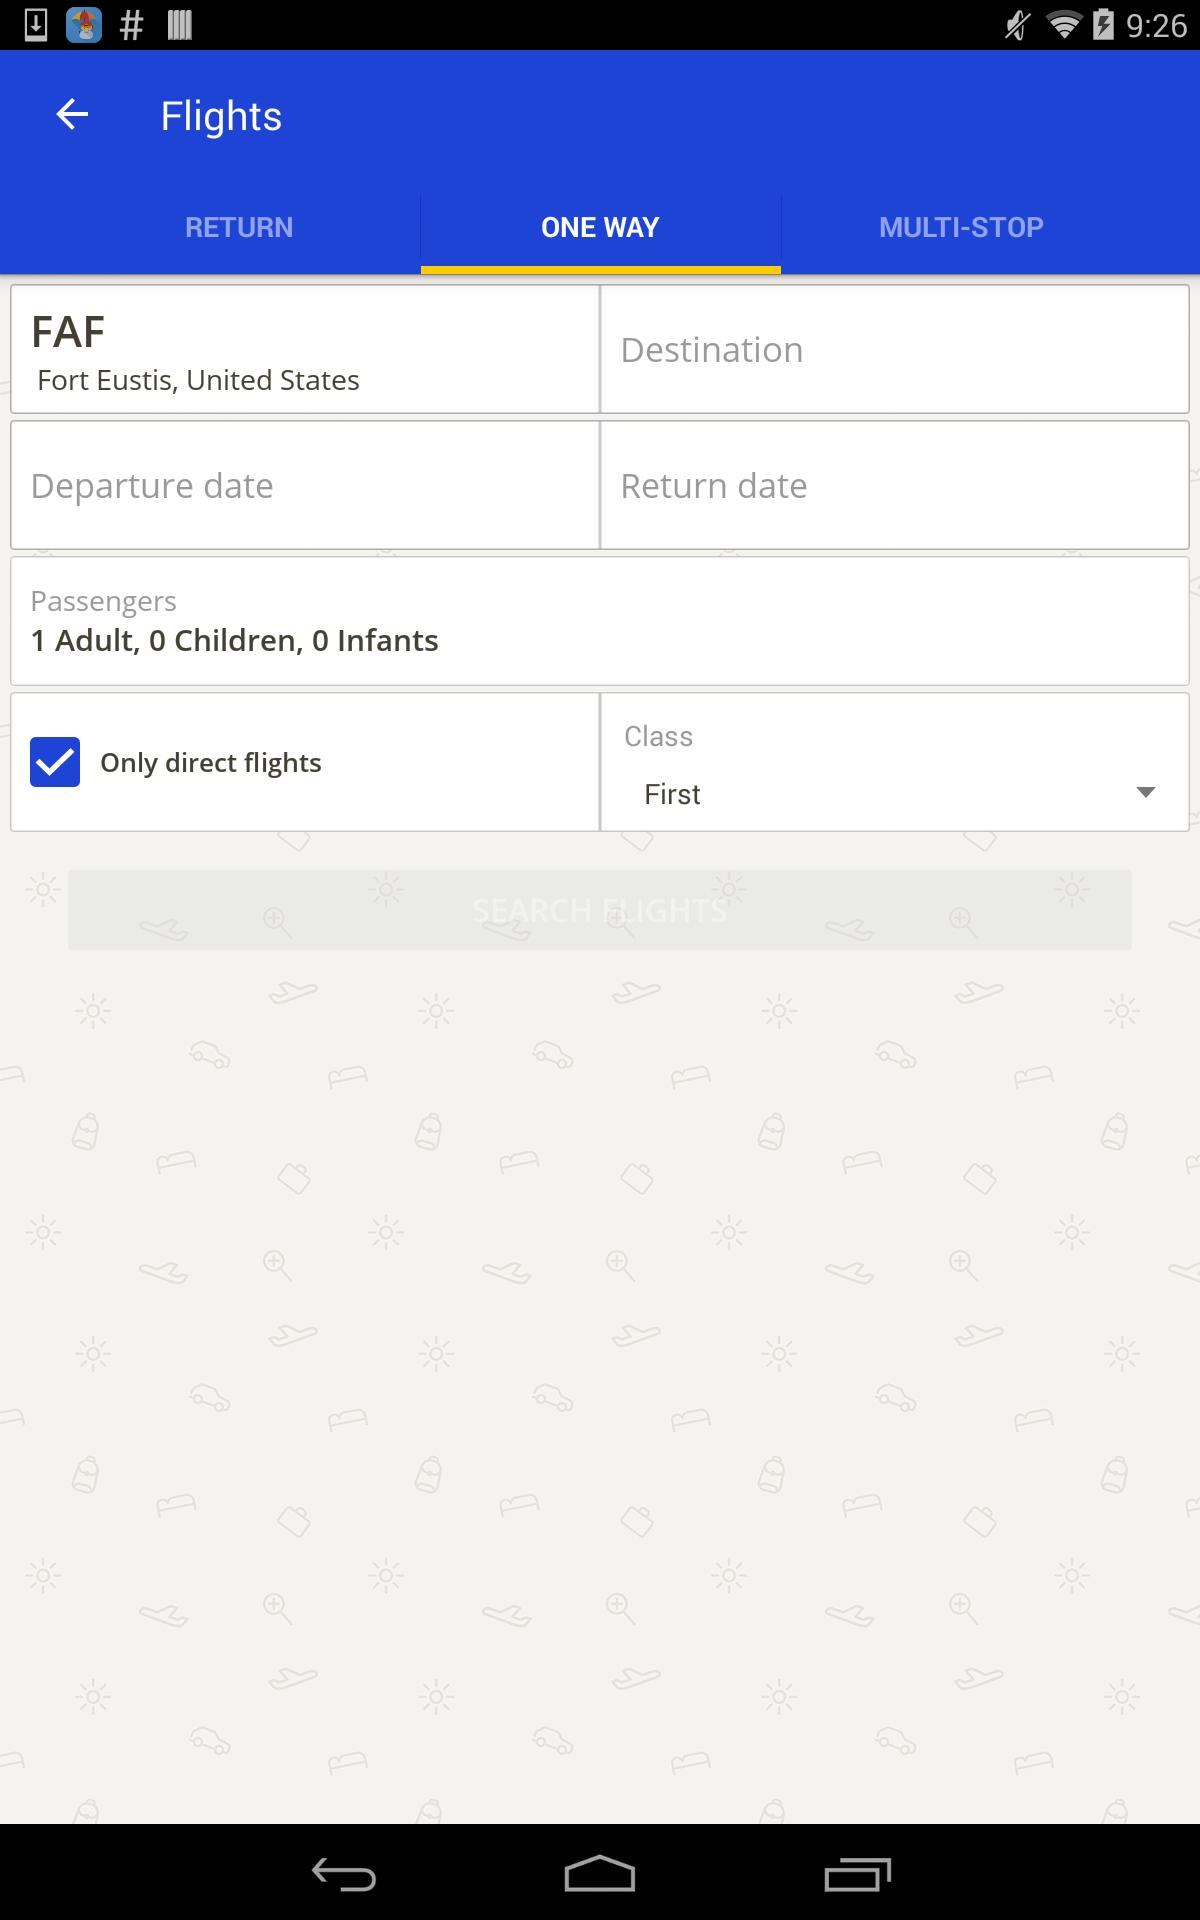 9:26
Flights
RETURN
ONE WAY
MULTI-STOP
FAF
Fort Eustis, United States
Destination
Departure date
Return date
Passengers
1 Adult, 0 Children, 0 Infants
Only direct flights
Class
First
SEARCH FLIGHTS